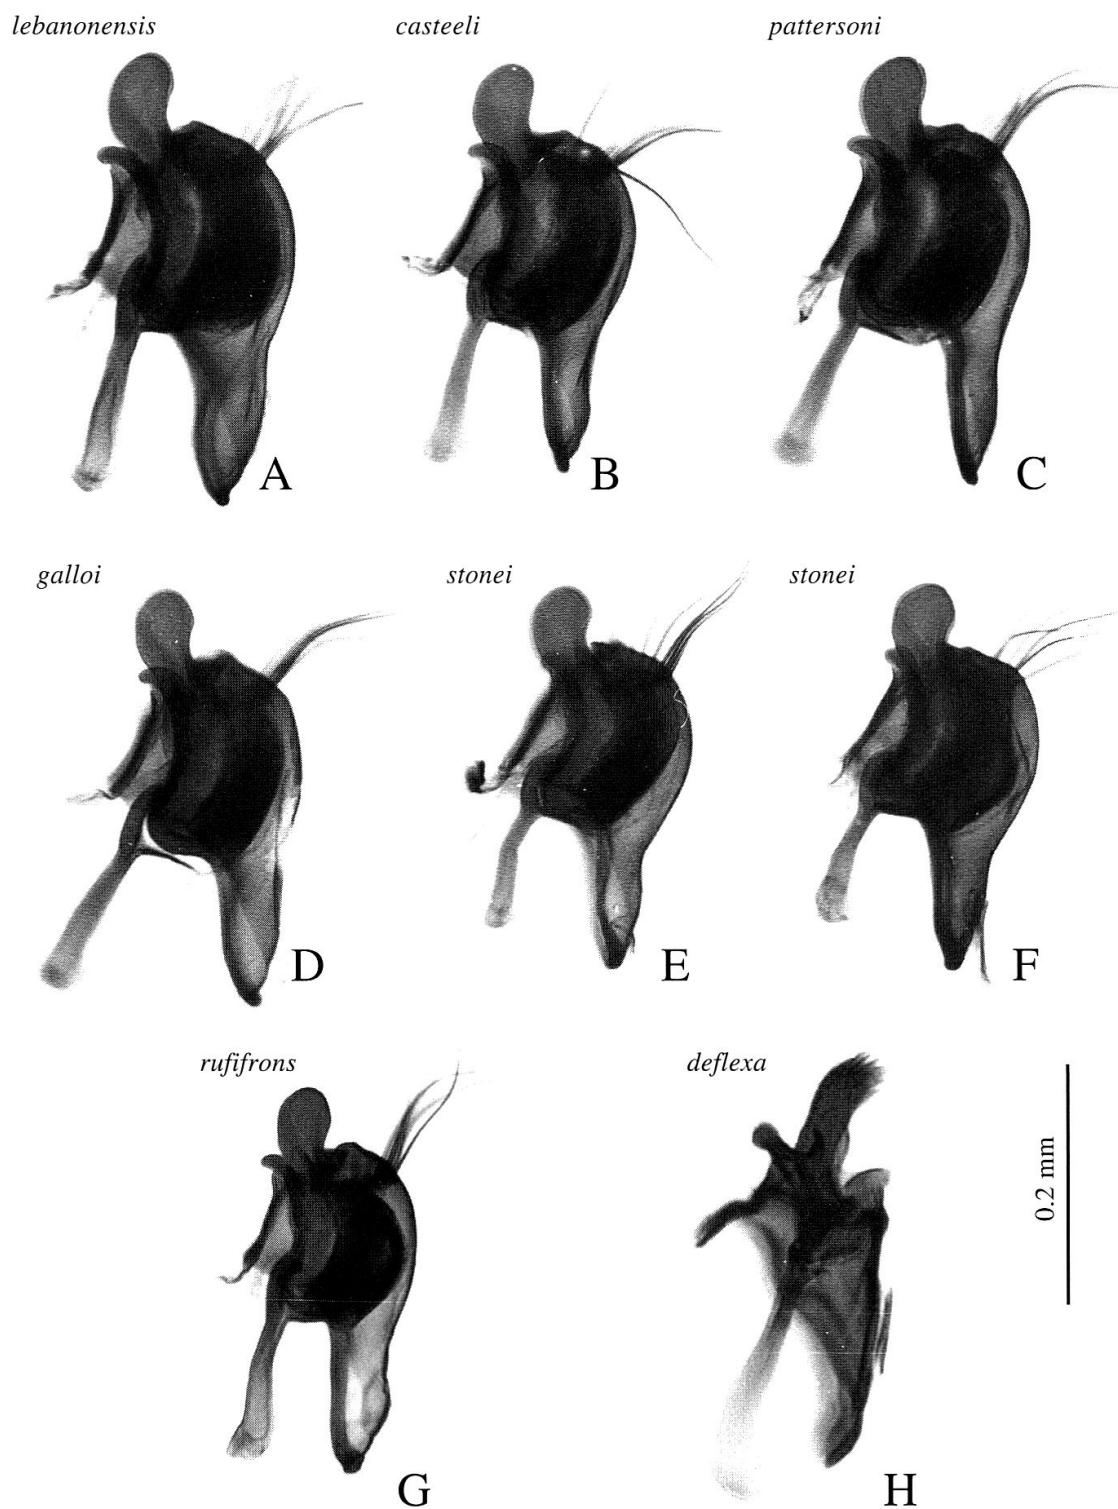 lebanonensis casteeli pattersoni
A B C
galloi stonei stonei
D E F
rufifrons deflexa
0.2 mm
G H